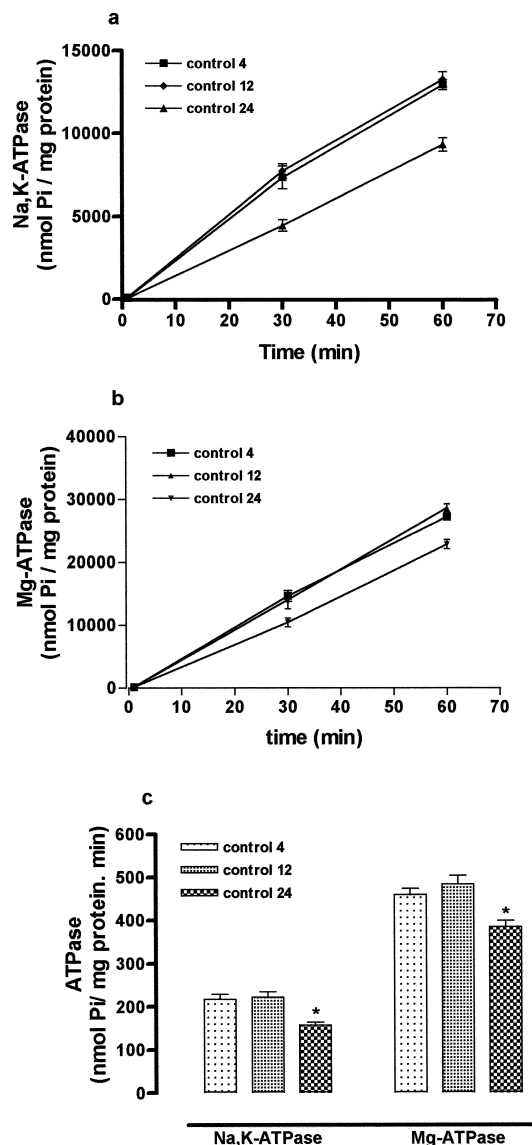 a
Na,K-ATPase
(nmol Pi / mg protein)
15000
10000
5000
0
control 4
control 12
control 24
0 10 20 30 40 50 60 70
Time (min)
b
Mg-ATPase
(nmol Pi / mg protein)
40000
30000
20000
10000
0
control 4
control 12
control 24
0 10 20 30 40 50 60 70
time (min)
c
ATPase
(nmol Pi/ mg protein. min)
600
500
400
300
200
100
0
control 4
control 12
control 24
*
*
Na,K-ATPase Mg-ATPase